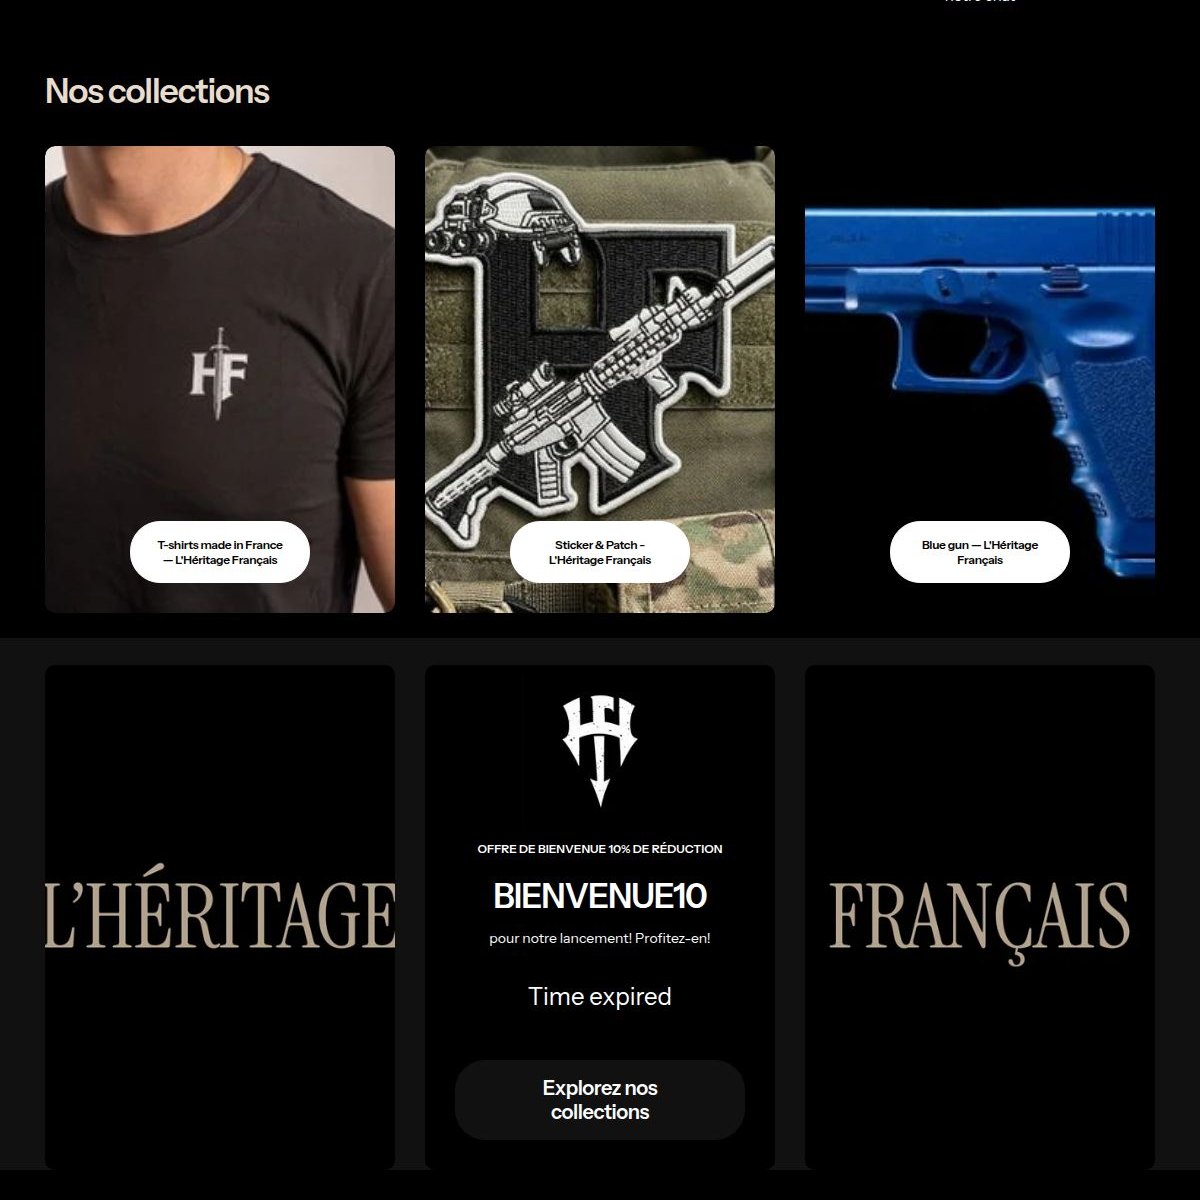 Nos collections
HF
T-shirts made in France
— L'Héritage Français
Sticker & Patch -
L'Héritage Français
Blue gun — L'Héritage
Français
L'HÉRITAGE
OFFRE DE BIENVENUE 10% DE RÉDUCTION
BIENVENUE10
pour notre lancement! Profitez-en!
Time expired
Explorez nos
collections
FRANÇAIS